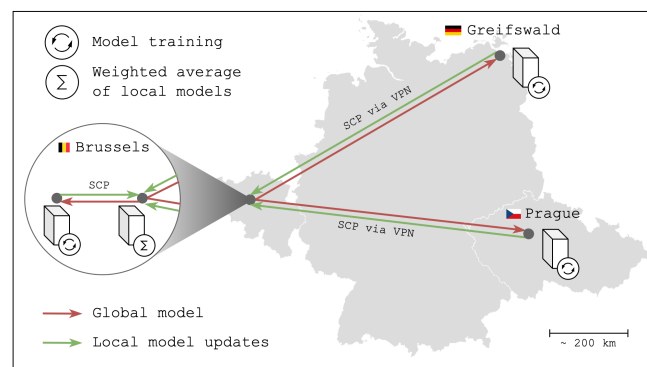 Greifswald
Model training
Σ
Weighted average
of local models
SCP via VPN
Brussels
SCP
Σ
Prague
SCP via VPN
Global model
Local model updates
~ 200 km